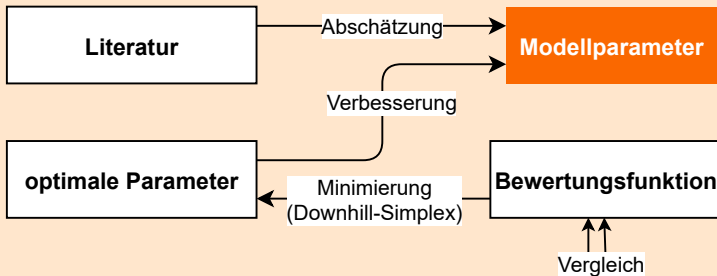 Abschätzung
Literatur
Modellparameter
Verbesserung
optimale Parameter
Minimierung
(Downhill-Simplex)
Bewertungsfunktion
Vergleich